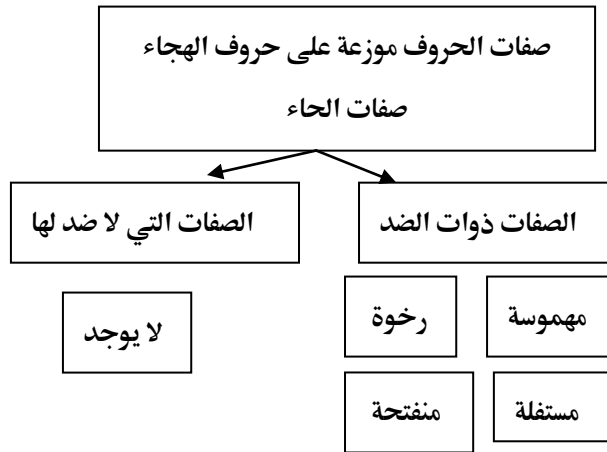 صفات الحروف موزعة على حروف الهجاء
صفات الحاء
الصفات ذوات الضد
الصفات التي لا ضد لها
مهموسة
رخوة
لا يوجد
مستفلة
منفتحة